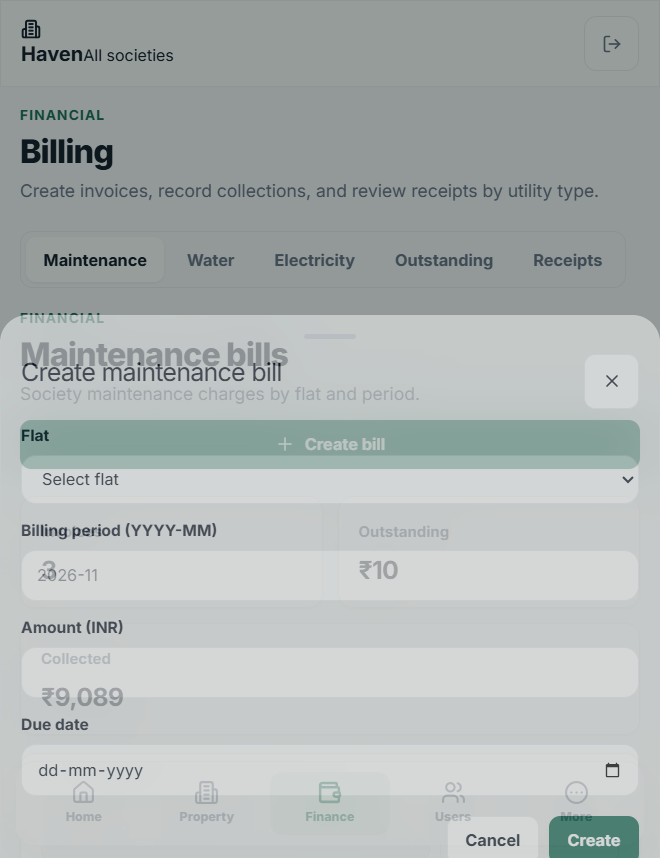 Haven All societies
FINANCIAL
Billing
Create invoices, record collections, and review receipts by utility type.
Maintenance Water Electricity Outstanding Receipts
FINANCIAL
Maintenance bills
Create maintenance bill
Society maintenance charges by flat and period.
Flat
Create bill
Select flat
Billing period (YYYY-MM)
Outstanding
3
2026-11
₹10
Amount (INR)
Collected
₹9,089
Due date
dd-mm-yyyy
Home Property Finance Users More
Cancel Create